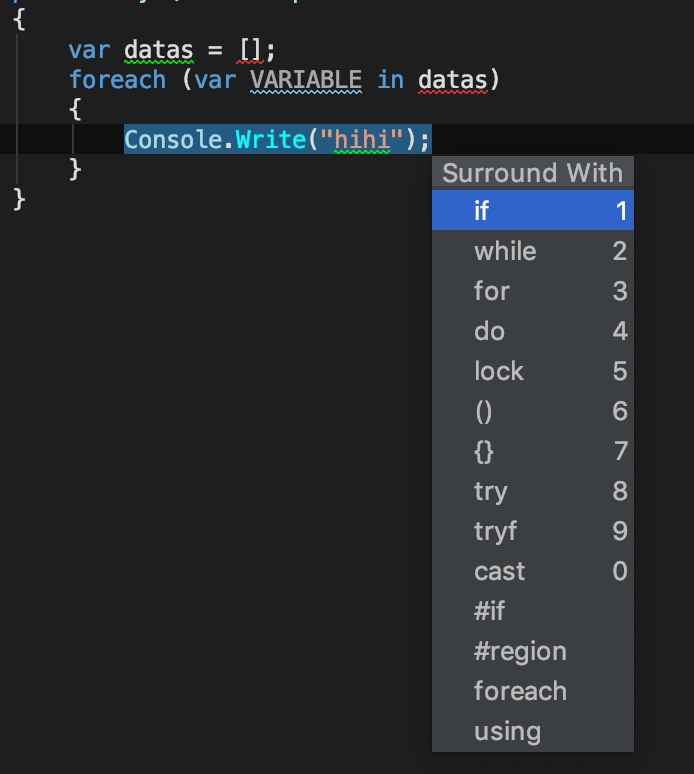 {
var datas = [];
foreach (var VARIABLE in datas)
{
Console.Write("hihi");
}
}
Surround With
if 1
while 2
for 3
do 4
lock 5
() 6
{} 7
try 8
tryf 9
cast 0
#if
#region
foreach
using